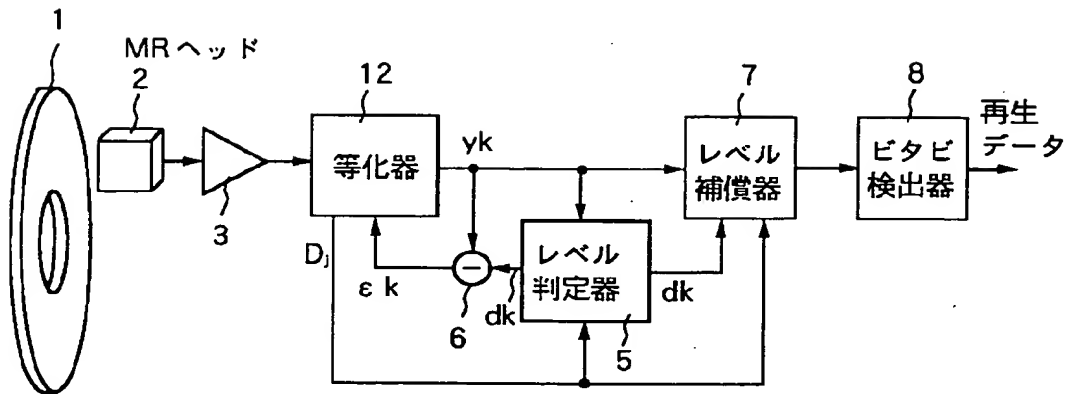 1
MRヘッド
2
3
12
等化器
yk
Dj
εk
6
dk
レベル
判定器
5
dk
7
レベル
補償器
8
ビタビ
検出器
再生
データ